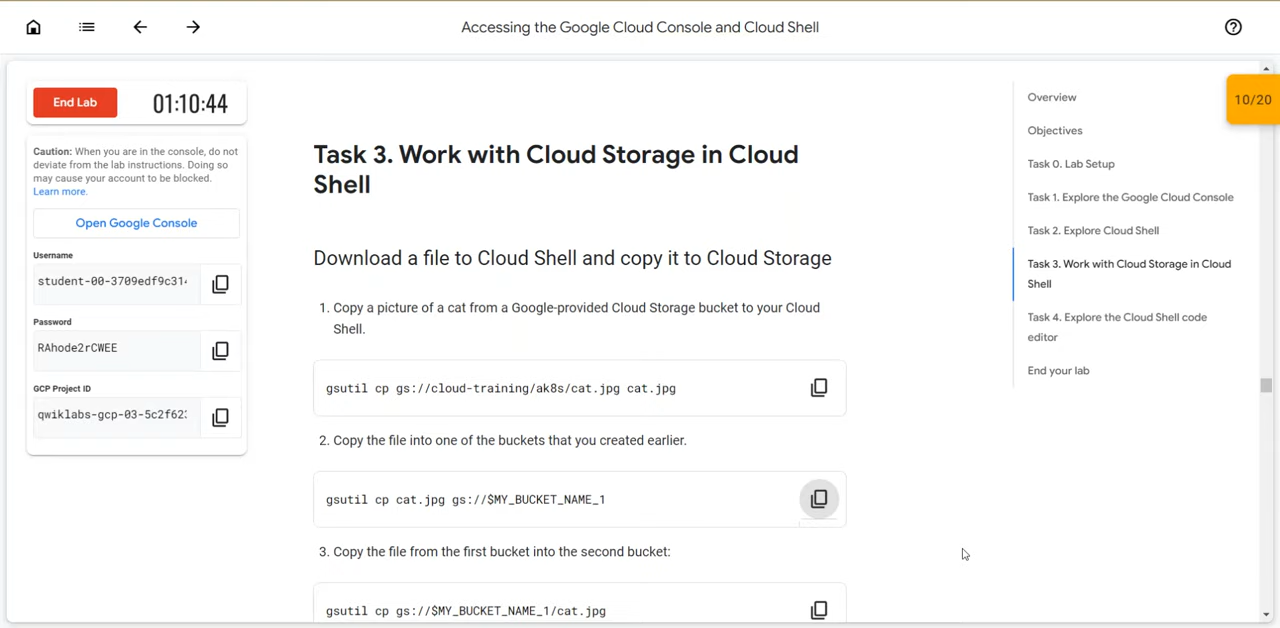 Accessing the Google Cloud Console and Cloud Shell
End Lab
01:10:44
Caution: When you are in the console, do not
deviate from the lab instructions. Doing so
may cause your account to be blocked.
Learn more.
Open Google Console
Username
student-00-3709edf9c31
Password
RAhode2rCWEE
GCP Project ID
qwiklabs-gcp-03-5c2f62
Task 3. Work with Cloud Storage in Cloud
Shell
Download a file to Cloud Shell and copy it to Cloud Storage
1. Copy a picture of a cat from a Google-provided Cloud Storage bucket to your Cloud
Shell.
gsutil cp gs://cloud-training/ak8s/cat.jpg cat.jpg
2. Copy the file into one of the buckets that you created earlier.
gsutil cp cat.jpg gs://$MY_BUCKET_NAME_1
3. Copy the file from the first bucket into the second bucket:
gsutil cp gs://$MY_BUCKET_NAME_1/cat.jpg
Overview
Objectives
Task 0. Lab Setup
Task 1. Explore the Google Cloud Console
Task 2. Explore Cloud Shell
Task 3. Work with Cloud Storage in Cloud
Shell
Task 4. Explore the Cloud Shell code
editor
End your lab
10/20